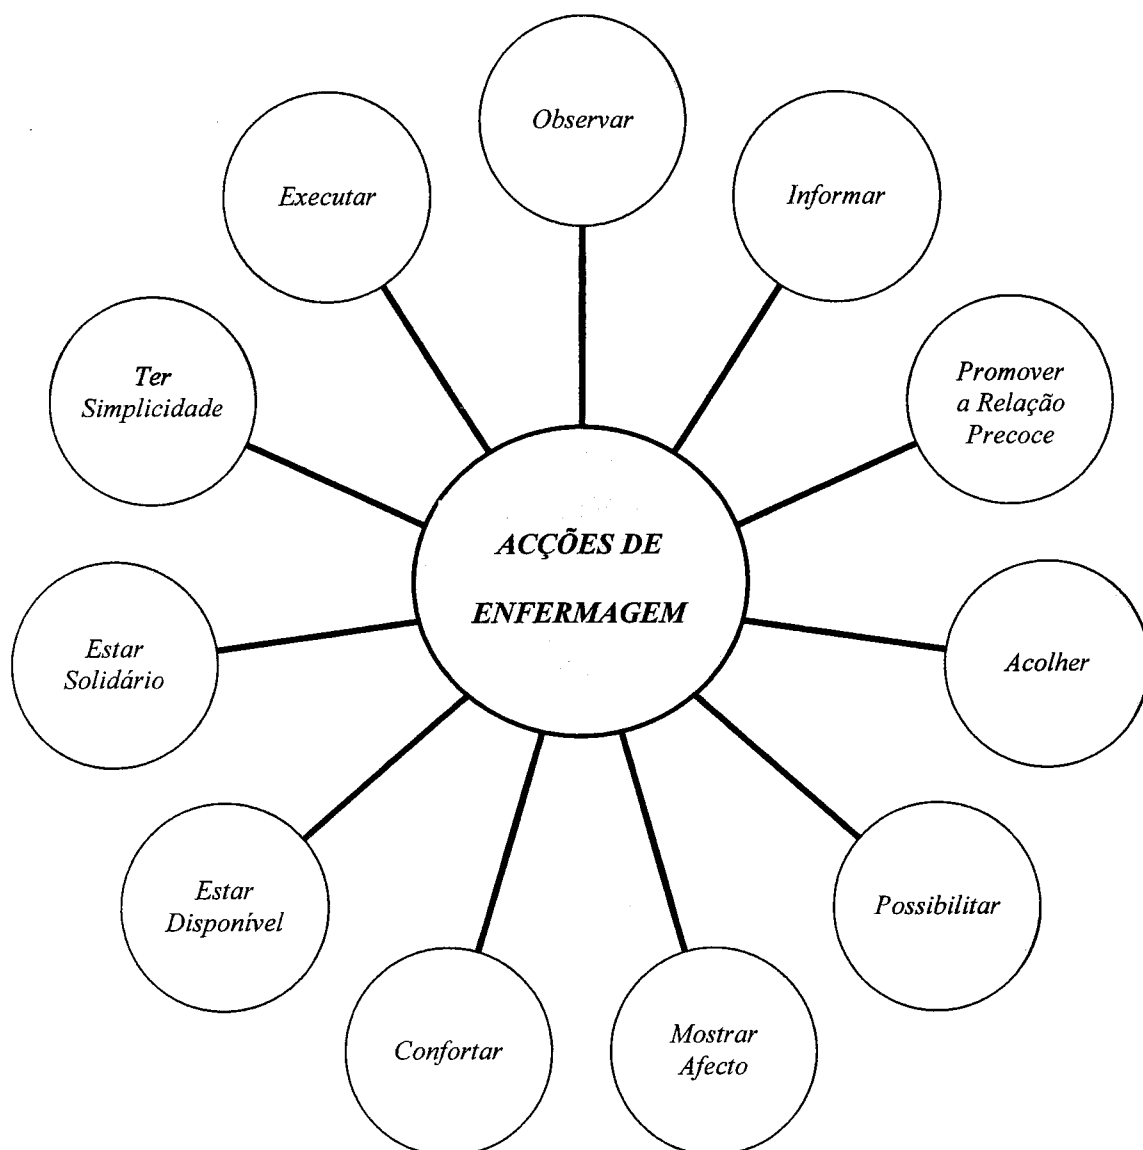 Observar
Executar
Informar
Ter
Simplicidade
Promover
a Relação
Precoce
ACÇÕES DE
ENFERMAGEM
Estar
Solidário
Acolher
Estar
Disponível
Possibilitar
Confortar
Mostrar
Afecto